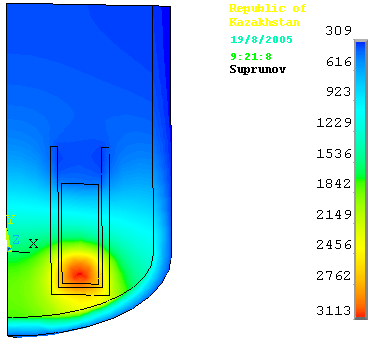 Republic of
Kazakhstan
19/8/2005
9:21:8
Suprunov
309
616
923
1229
1536
1842
2149
2456
2762
3113
Y
Z
X